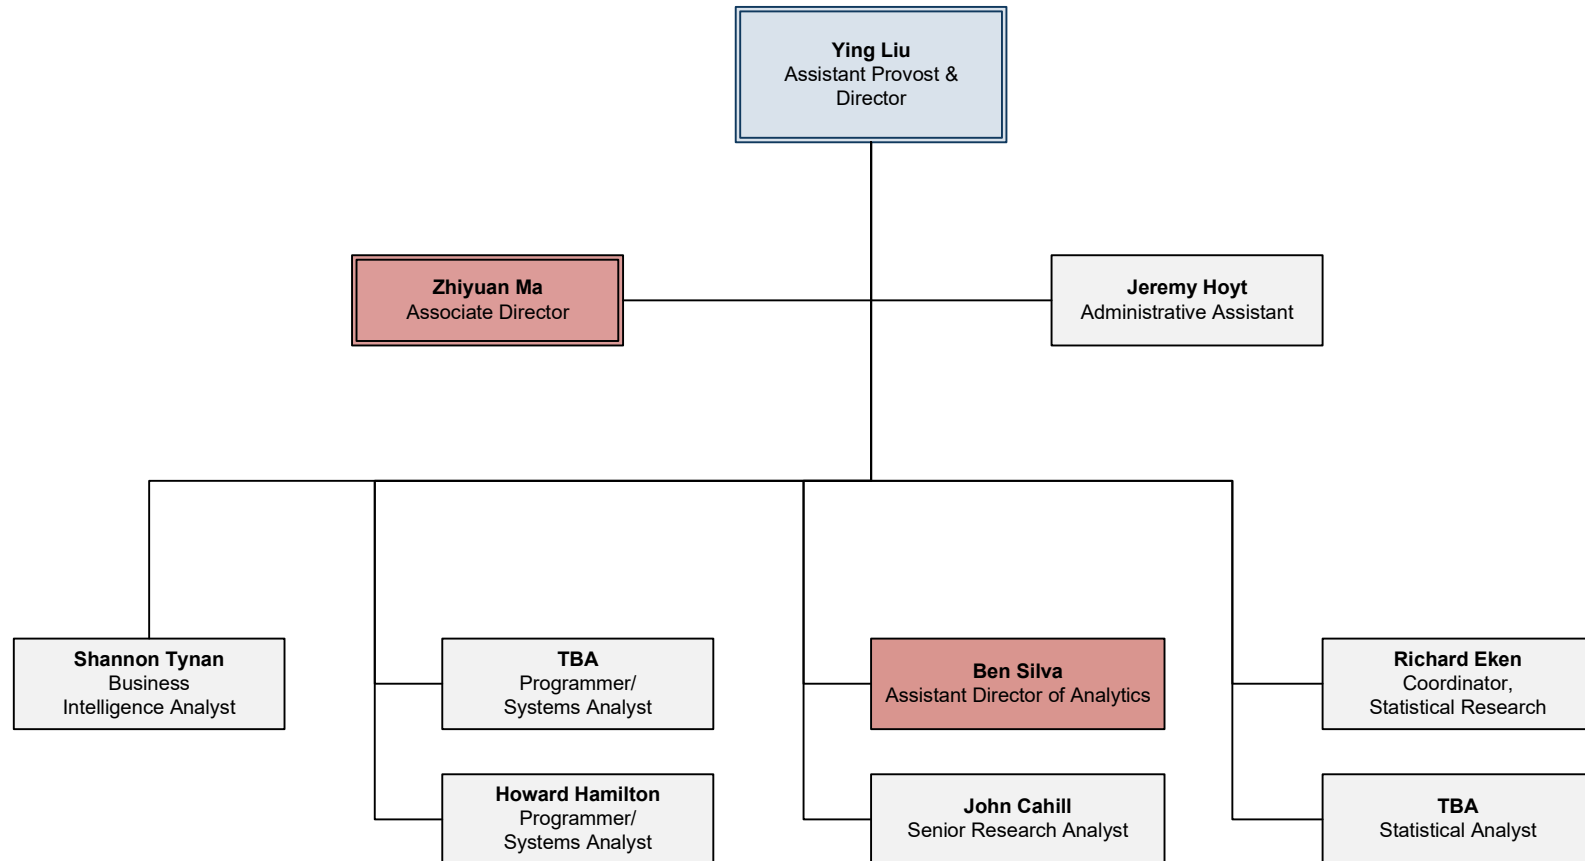 Ying Liu
Assistant Provost &
Director
Zhiyuan Ma
Associate Director
Jeremy Hoyt
Administrative Assistant
Shannon Tynan
Business
Intelligence Analyst
TBA
Programmer/
Systems Analyst
Ben Silva
Assistant Director of Analytics
Richard Eken
Coordinator,
Statistical Research
Howard Hamilton
Programmer/
Systems Analyst
John Cahill
Senior Research Analyst
TBA
Statistical Analyst